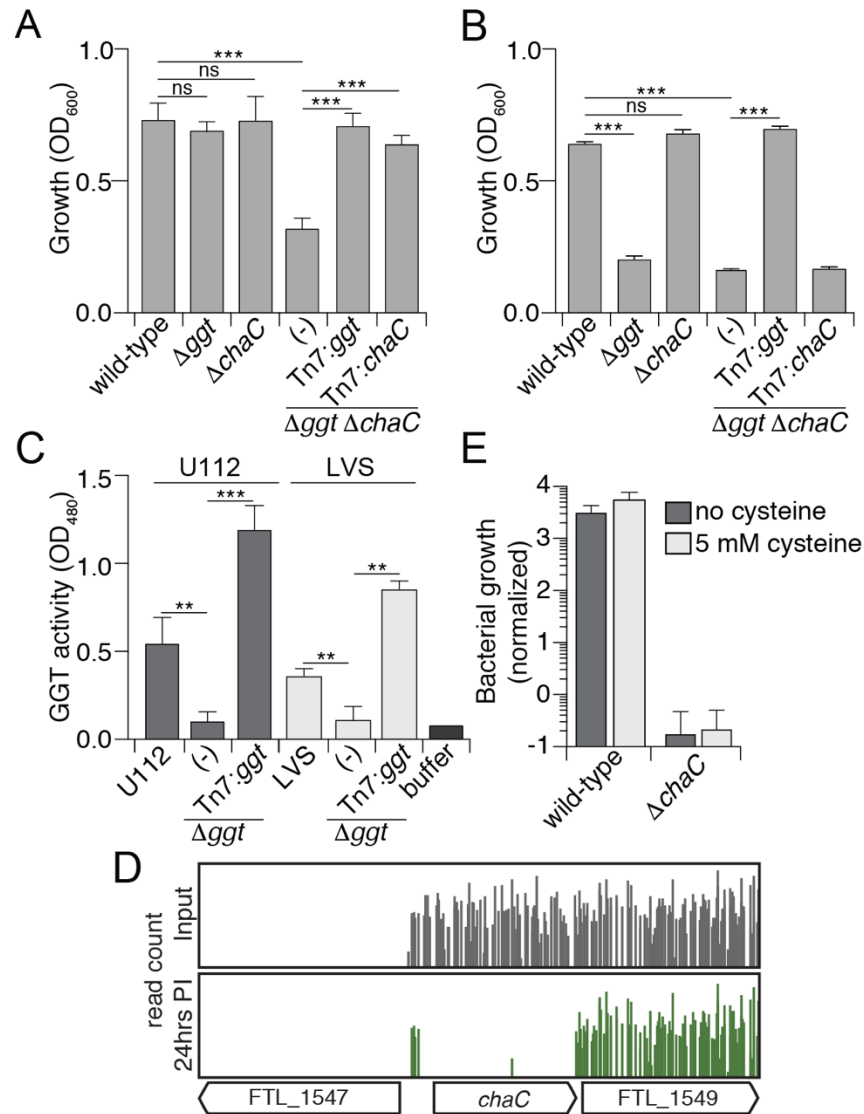 A
Growth (OD600)
1.0
0.5
0.0
***
ns
ns
***
***
wild-type
Δggt
ΔchaC
(-)
Tn7:ggt
Tn7:chaC
Δggt ΔchaC
B
Growth (OD600)
1.0
0.5
0.0
***
ns
***
***
wild-type
Δggt
ΔchaC
(-)
Tn7:ggt
Tn7:chaC
Δggt ΔchaC
C
U112
LVS
GGT activity (OD480)
1.5
1.0
0.5
0.0
**
***
**
**
U112
(-)
Tn7:ggt
Δggt
LVS
(-)
Tn7:ggt
Δggt
buffer
E
Bacterial growth
(normalized)
4
3
1
-0
-1
no cysteine
5 mM cysteine
wild-type
ΔchaC
D
read count
Input
24hrs PI
FTL_1547
chaC
FTL_1549